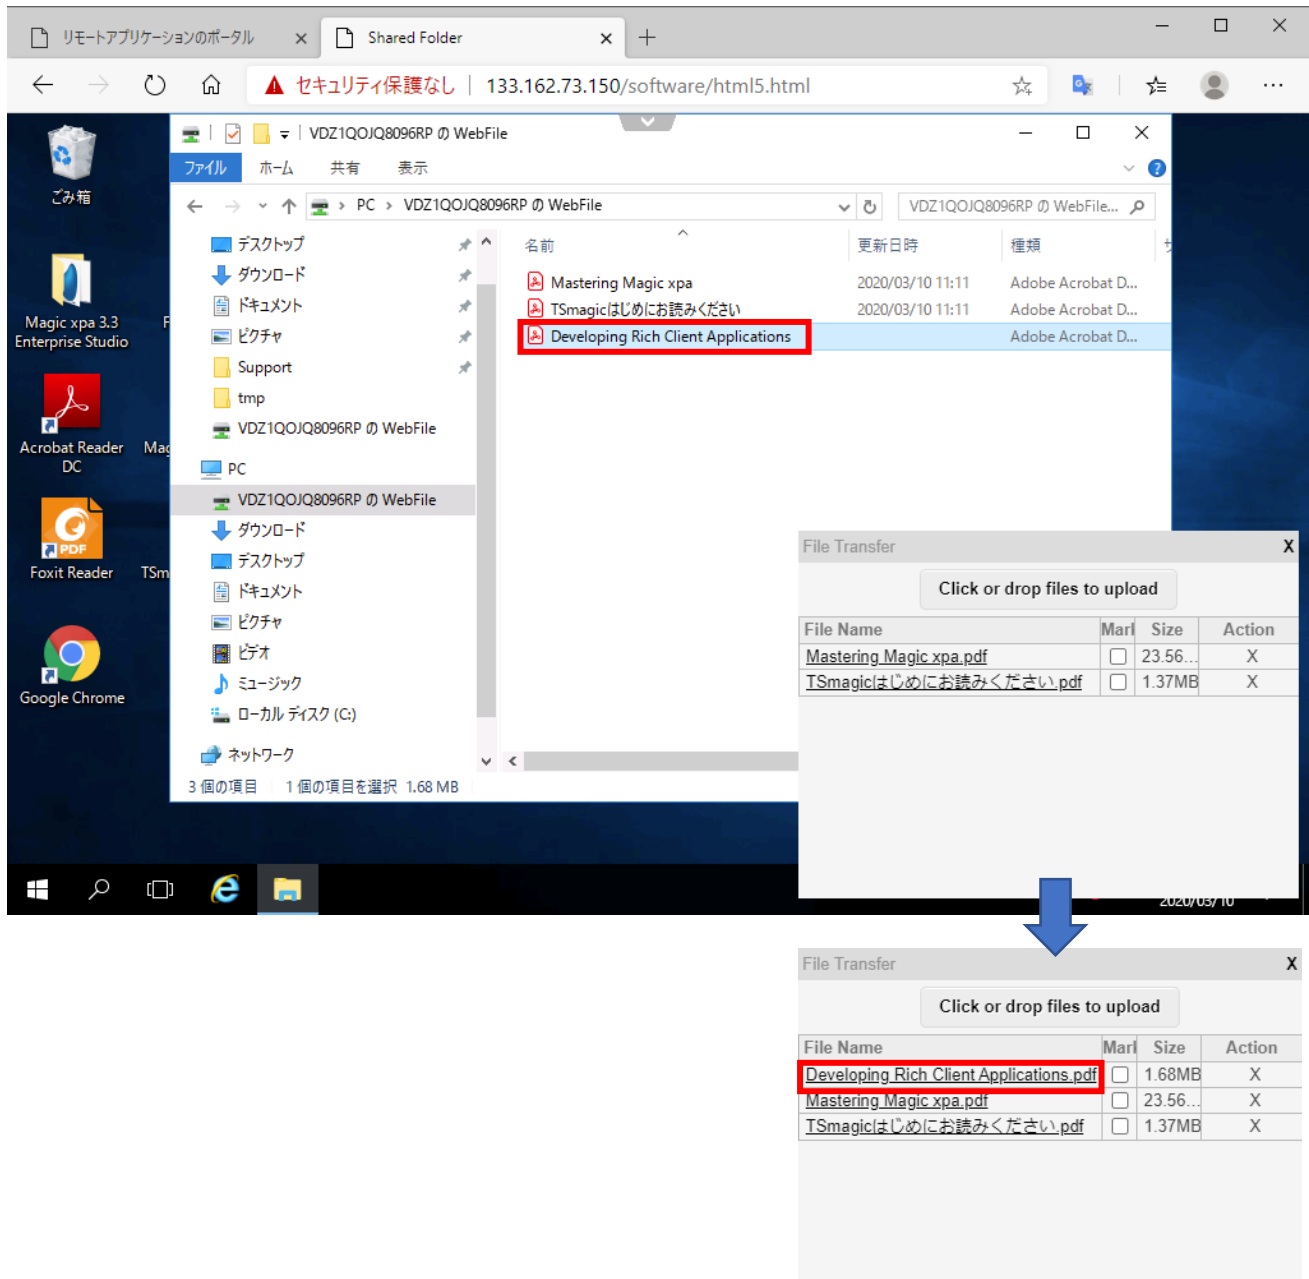 リモートアプリケーションのポータル
Shared Folder
セキュリティ保護なし
133.162.73.150/software/html5.html
ごみ箱
Magic xpa 3.3
Enterprise Studio
F
Acrobat Reader
DC
Mag
Foxit Reader
TSm
Google Chrome
VDZ1QOJQ8096RP の WebFile
ファイル
ホーム
共有
表示
PC > VDZ1QOJQ8096RP の WebFile
VDZ1QOJQ8096RP の WebFile...
デスクトップ
ダウンロード
ドキュメント
ピクチャ
Support
tmp
VDZ1QOJQ8096RP の WebFile
PC
VDZ1QOJQ8096RP の WebFile
ダウンロード
デスクトップ
ドキュメント
ピクチャ
ビデオ
ミュージック
ローカル ディスク (C:)
ネットワーク
名前 更新日時 種類 サ
Mastering Magic xpa 2020/03/10 11:11 Adobe Acrobat D...
TSmagicはじめにお読みください 2020/03/10 11:11 Adobe Acrobat D...
Developing Rich Client Applications Adobe Acrobat D...
3 個の項目 1 個の項目を選択 1.68 MB
2020/03/10
File Transfer X
Click or drop files to upload
File Name Marl Size Action
Mastering Magic xpa.pdf 23.56... X
TSmagicはじめにお読みください.pdf 1.37MB X
File Transfer X
Click or drop files to upload
File Name Marl Size Action
Developing Rich Client Applications.pdf 1.68MB X
Mastering Magic xpa.pdf 23.56... X
TSmagicはじめにお読みください.pdf 1.37MB X